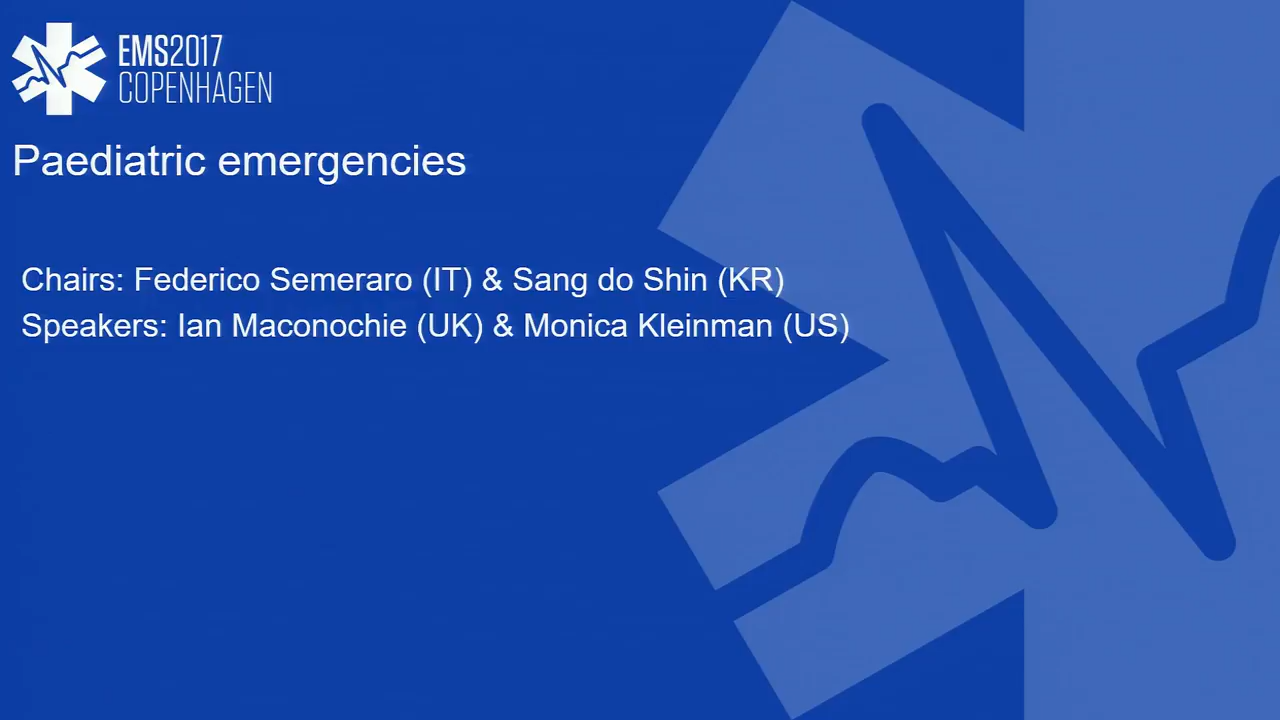 EMS2017
COPENHAGEN
Paediatric emergencies
Chairs: Federico Semeraro (IT) & Sang do Shin (KR)
Speakers: Ian Maconochie (UK) & Monica Kleinman (US)